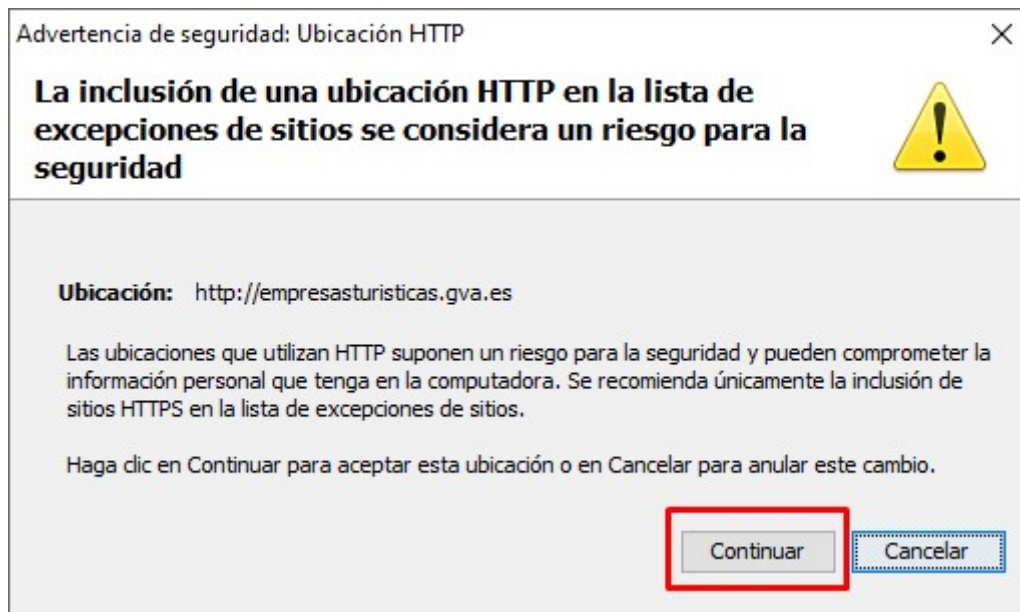 Advertencia de seguridad: Ubicación HTTP
La inclusión de una ubicación HTTP en la lista de
excepciones de sitios se considera un riesgo para la
seguridad
Ubicación: http://empresasturisticas.gva.es
Las ubicaciones que utilizan HTTP suponen un riesgo para la seguridad y pueden comprometer la
información personal que tenga en la computadora. Se recomienda únicamente la inclusión de
sitios HTTPS en la lista de excepciones de sitios.
Haga clic en Continuar para aceptar esta ubicación o en Cancelar para anular este cambio.
Continuar Cancelar